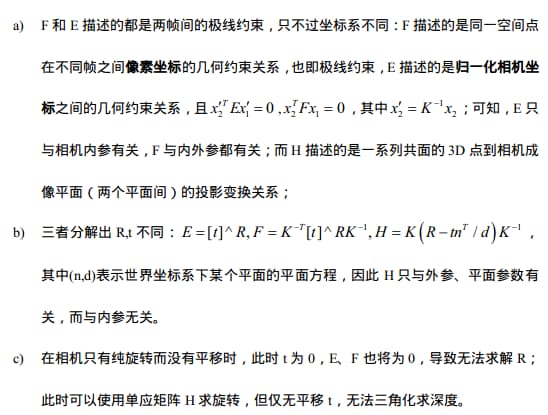 a) F 和 E 描述的都是两帧间的极线约束，只不过坐标系不同：F 描述的是同一空间点
在不同帧之间像素坐标的几何约束关系，也即极线约束，E 描述的是归一化相机坐
标之间的几何约束关系，且 x₂′ᵀEx₁′ = 0 , x₂ᵀFx₁ = 0 ，其中 x₂′ = K⁻¹x₂ ；可知，E 只
与相机内参有关，F 与内外参都有关；而 H 描述的是一系列共面的 3D 点到相机成
像平面（两个平面间）的投影变换关系；
b) 三者分解出 R,t 不同： E = [t]^ R, F = K⁻ᵀ[t]^ RK⁻¹, H = K(R − tnᵀ / d)K⁻¹ ，
其中(n,d)表示世界坐标系下某个平面的平面方程，因此 H 只与外参、平面参数有
关，而与内参无关。
c) 在相机只有纯旋转而没有平移时，此时 t 为 0，E、F 也将为 0，导致无法求解 R；
此时可以使用单应矩阵 H 求旋转，但仅无平移 t，无法三角化求深度。